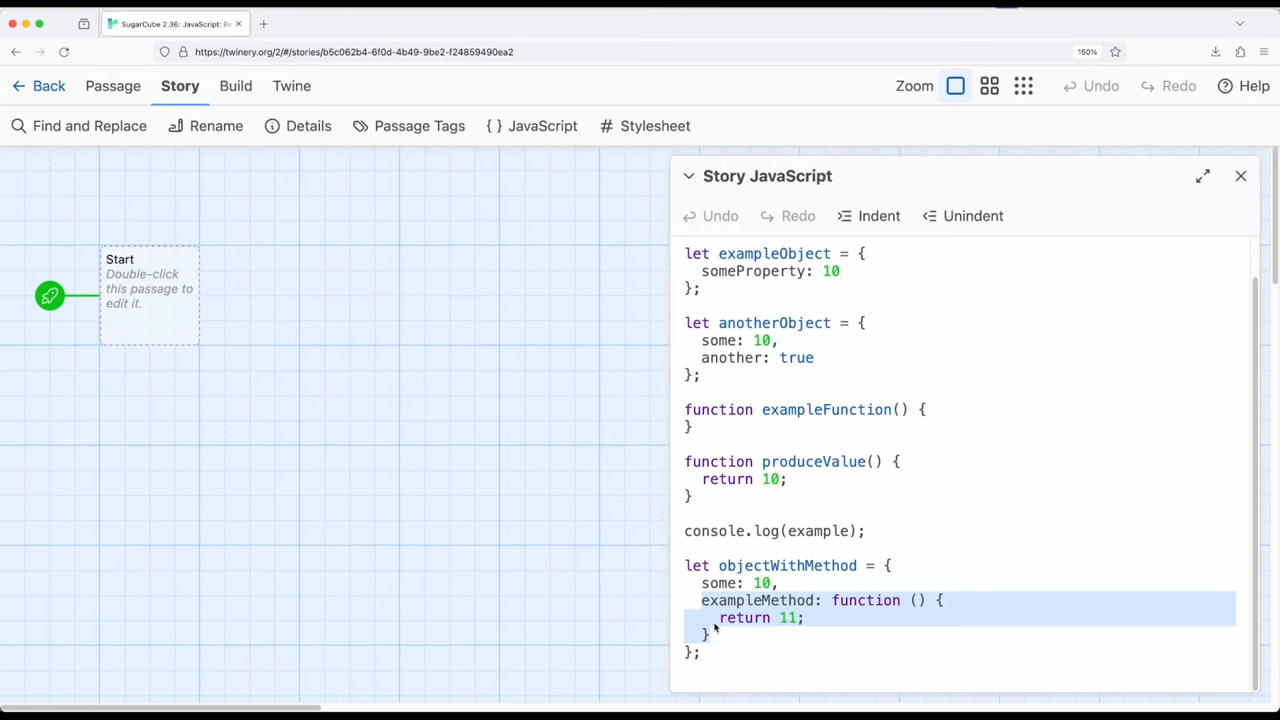 SugarCube 2.36: JavaScript: Re
https://twinery.org/2/#/stories/b5c062b4-6f0d-4b49-9be2-f24859490ea2
150%
Back Passage Story Build Twine Zoom Undo Redo Help
Find and Replace Rename Details Passage Tags { } JavaScript # Stylesheet
Start
Double-click
this passage to
edit it.
Story JavaScript
Undo Redo Indent Unindent
let exampleObject = {
  someProperty: 10
};
let anotherObject = {
  some: 10,
  another: true
};
function exampleFunction() {
}
function produceValue() {
  return 10;
}
console.log(example);
let objectWithMethod = {
  some: 10,
  exampleMethod: function () {
    return 11;
  }
};